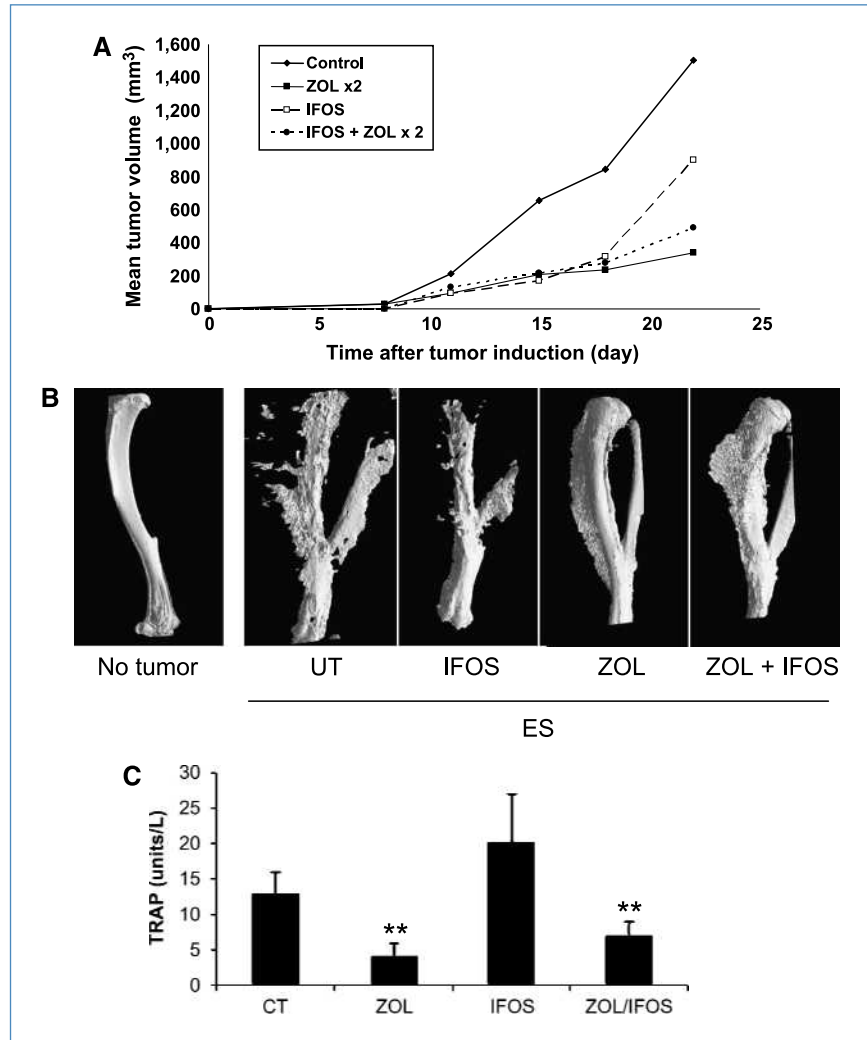 A
1,600
1,400
1,200
1,000
800
600
400
200
0
Mean tumor volume (mm³)
Control
ZOL x2
IFOS
IFOS + ZOL x 2
0 5 10 15 20 25
Time after tumor induction (day)
B
No tumor UT IFOS ZOL ZOL + IFOS
ES
C
30
25
20
15
10
5
0
TRAP (units/L)
** **
CT ZOL IFOS ZOL/IFOS